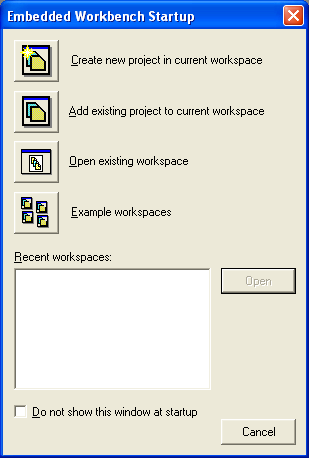 Embedded Workbench Startup
Create new project in current workspace
Add existing project to current workspace
Open existing workspace
Example workspaces
Recent workspaces:
Open
Do not show this window at startup
Cancel